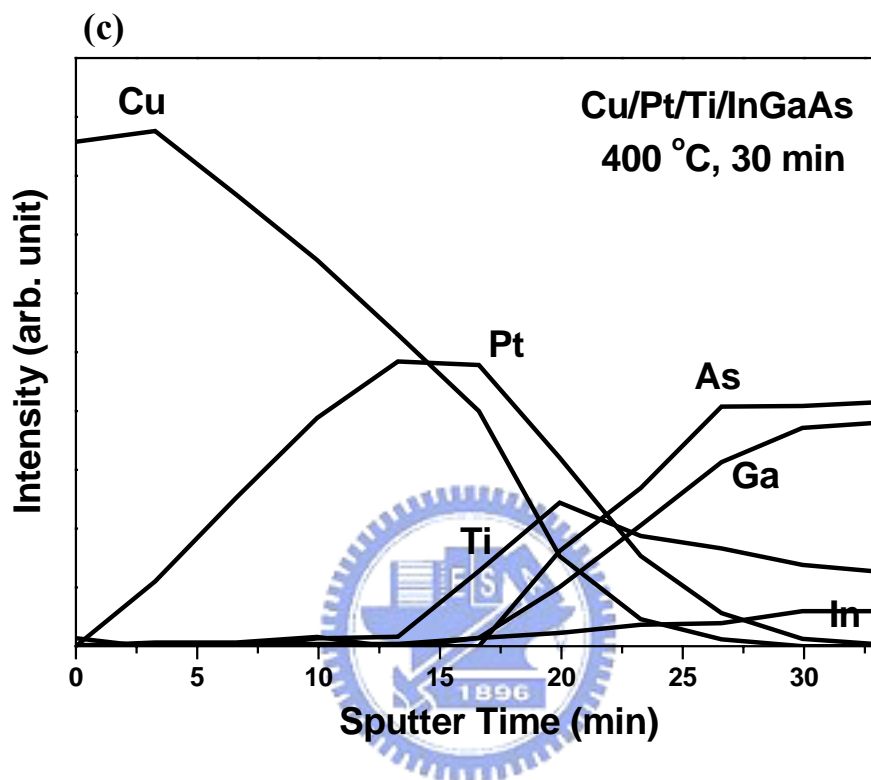 (c)
Cu
Cu/Pt/Ti/InGaAs
400 °C, 30 min
Pt
As
Ga
Ti
In
ES
1896
0 5 10 15 20 25 30
Sputter Time (min)
Intensity (arb. unit)